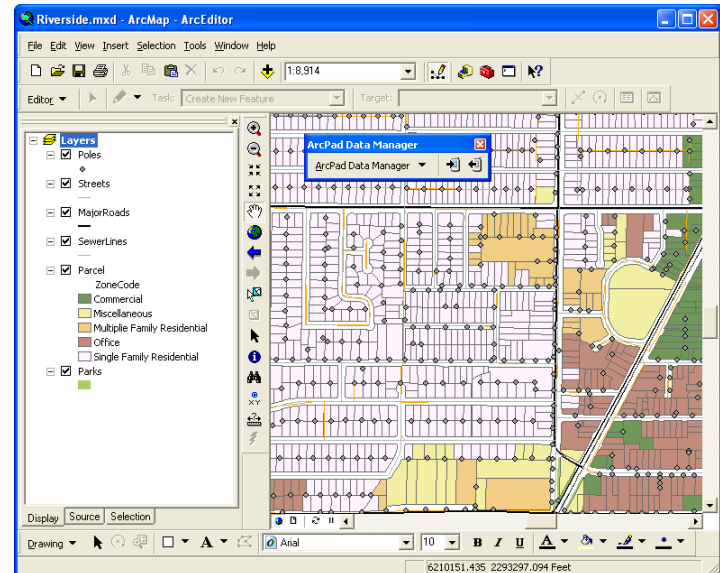 Riverside.mxd - ArcMap - ArcEditor
File Edit View Insert Selection Tools Window Help
1:8,914
Editor Task: Create New Feature Target:
Layers
Poles
Streets
MajorRoads
SewerLines
Parcel
ZoneCode
Commercial
Miscellaneous
Multiplie Family Residential
Office
Single Family Residential
Parks
ArcPad Data Manager
ArcPad Data Manager
XY
Display Source Selection
Drawing A Arial 10 B I U A
6210151.435 2293297.094 Feet